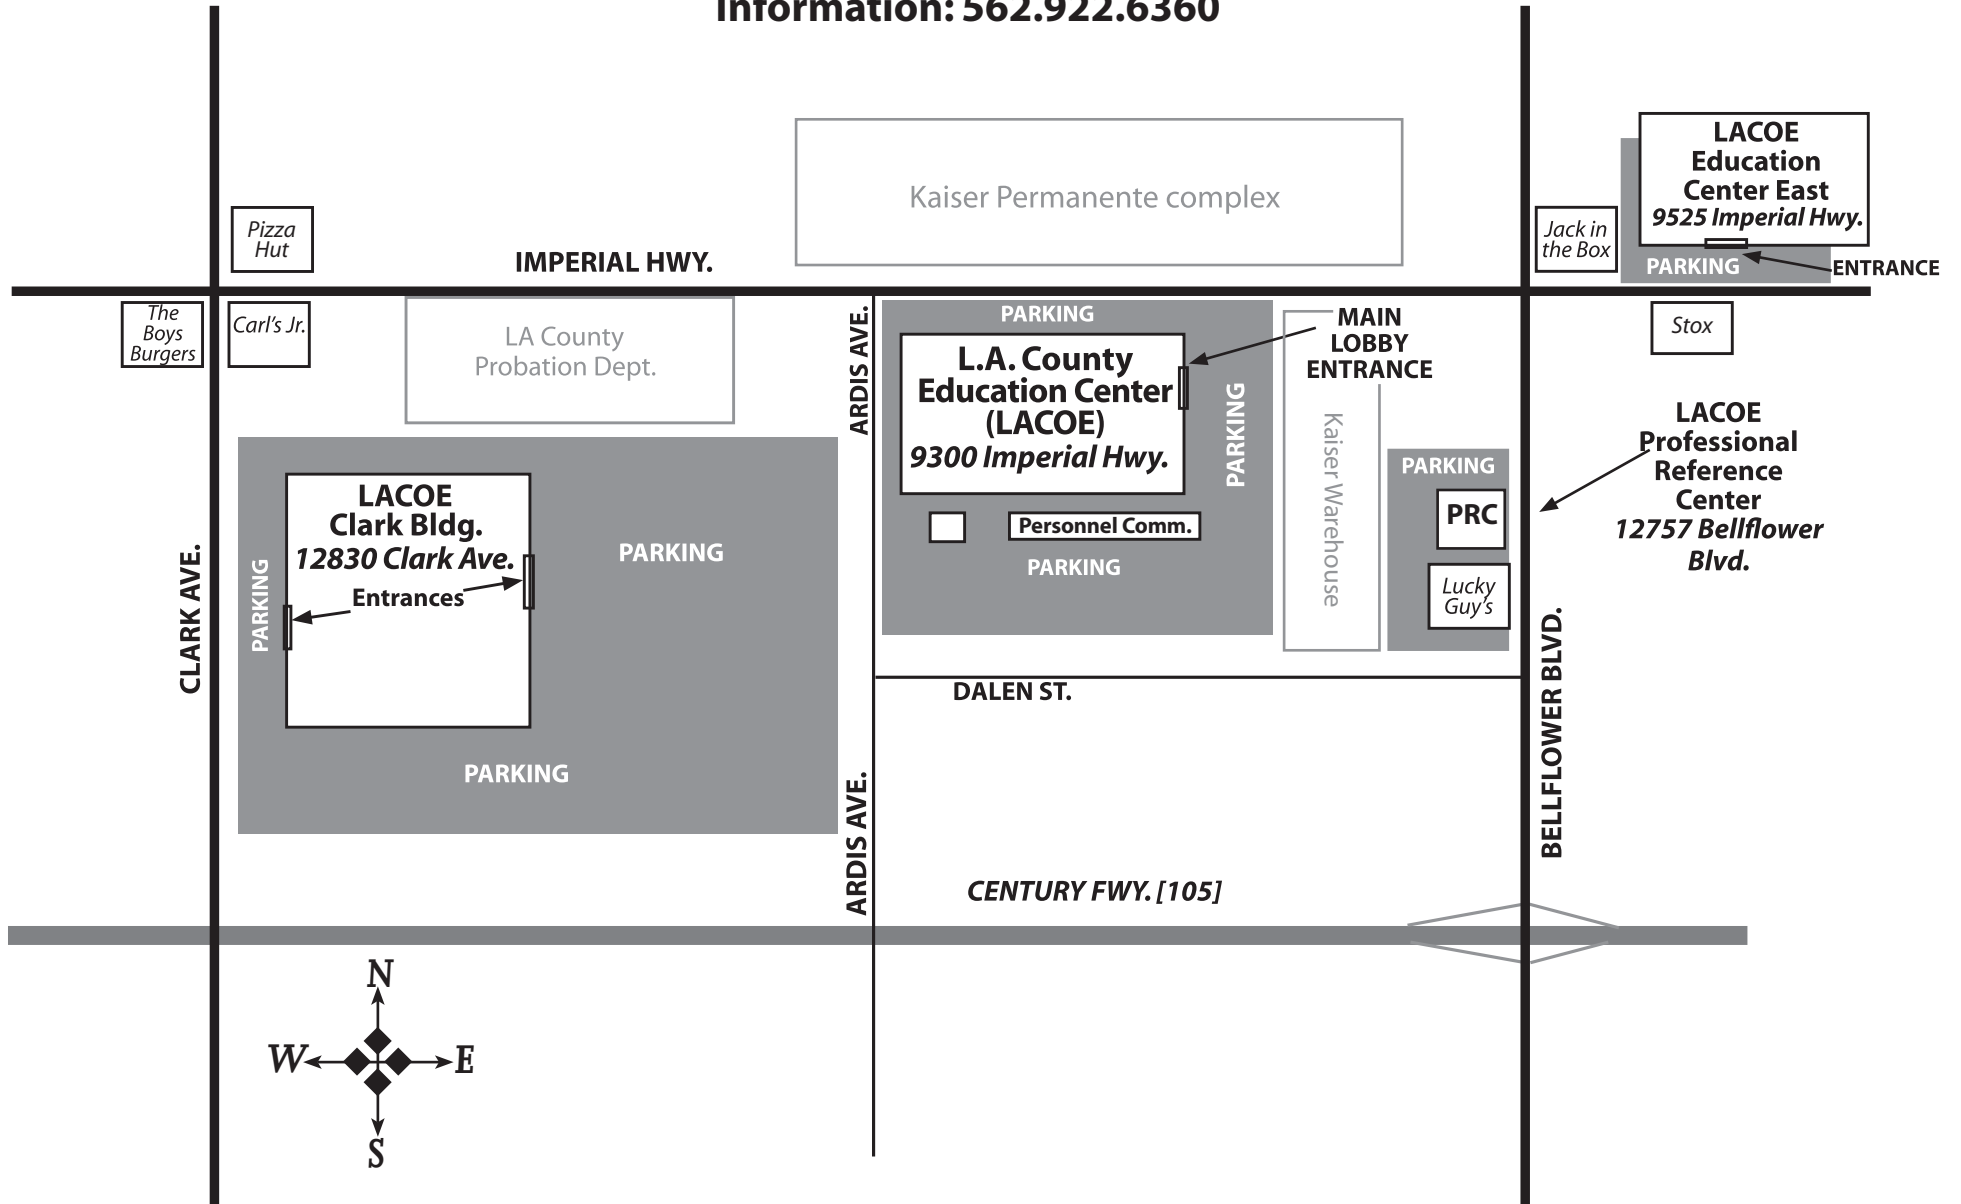 Information: 562.922.6360
LACOE
Education
Center East
9525 Imperial Hwy.
Kaiser Permanente complex
Pizza
Hut
Jack in
the Box
IMPERIAL HWY.
PARKING
ENTRANCE
The
Boys
Burgers
Carl's Jr.
LA County
Probation Dept.
ARDIS AVE.
PARKING
L.A. County
Education Center
(LACOE)
9300 Imperial Hwy.
PARKING
MAIN
LOBBY
ENTRANCE
Stox
Kaiser Warehouse
LACOE
Professional
Reference
Center
12757 Bellflower
Blvd.
PARKING
PRC
Lucky
Guy's
Personnel Comm.
PARKING
LACOE
Clark Bldg.
12830 Clark Ave.
Entrances
PARKING
PARKING
PARKING
CLARK AVE.
DALEN ST.
BELLFLOWER BLVD.
ARDIS AVE.
CENTURY FWY. [105]
N
W
E
S